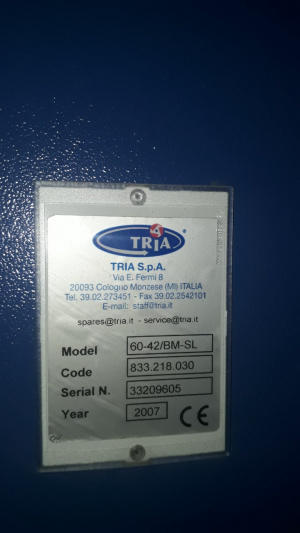 TRIA
TRIA S.p.A.
Via E. Fermi 8
20093 Cologno Monzese (MI) ITALIA
Tel. 39.02.273451 - Fax 39.02.2542101
E-mail: staff@tria.it
spares@tria.it - service@tria.it
Model 60-42/BM-SL
Code 833.218.030
Serial N. 33209605
Year 2007 CE